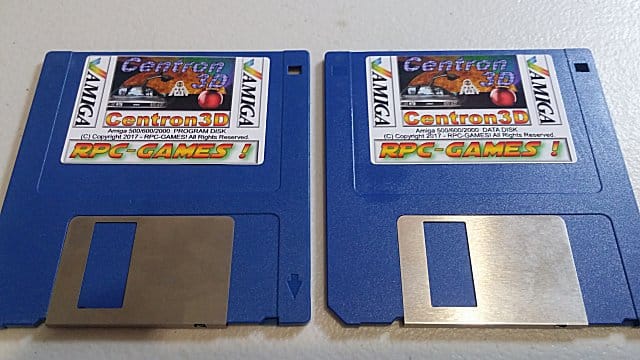 Centron
3D
AMIGA
AMIGA
Centron3D
Amiga 500/600/2000 PROGRAM DISK
(C) Copyright 2017 - RPC-GAMES! All Rights Reserved.
RPC-GAMES !
Centron
3D
AMIGA
AMIGA
Centron3D
Amiga 500/600/2000 DATA DISK
(C) Copyright 2017 - RPC-GAMES! All Rights Reserved.
RPC-GAMES !